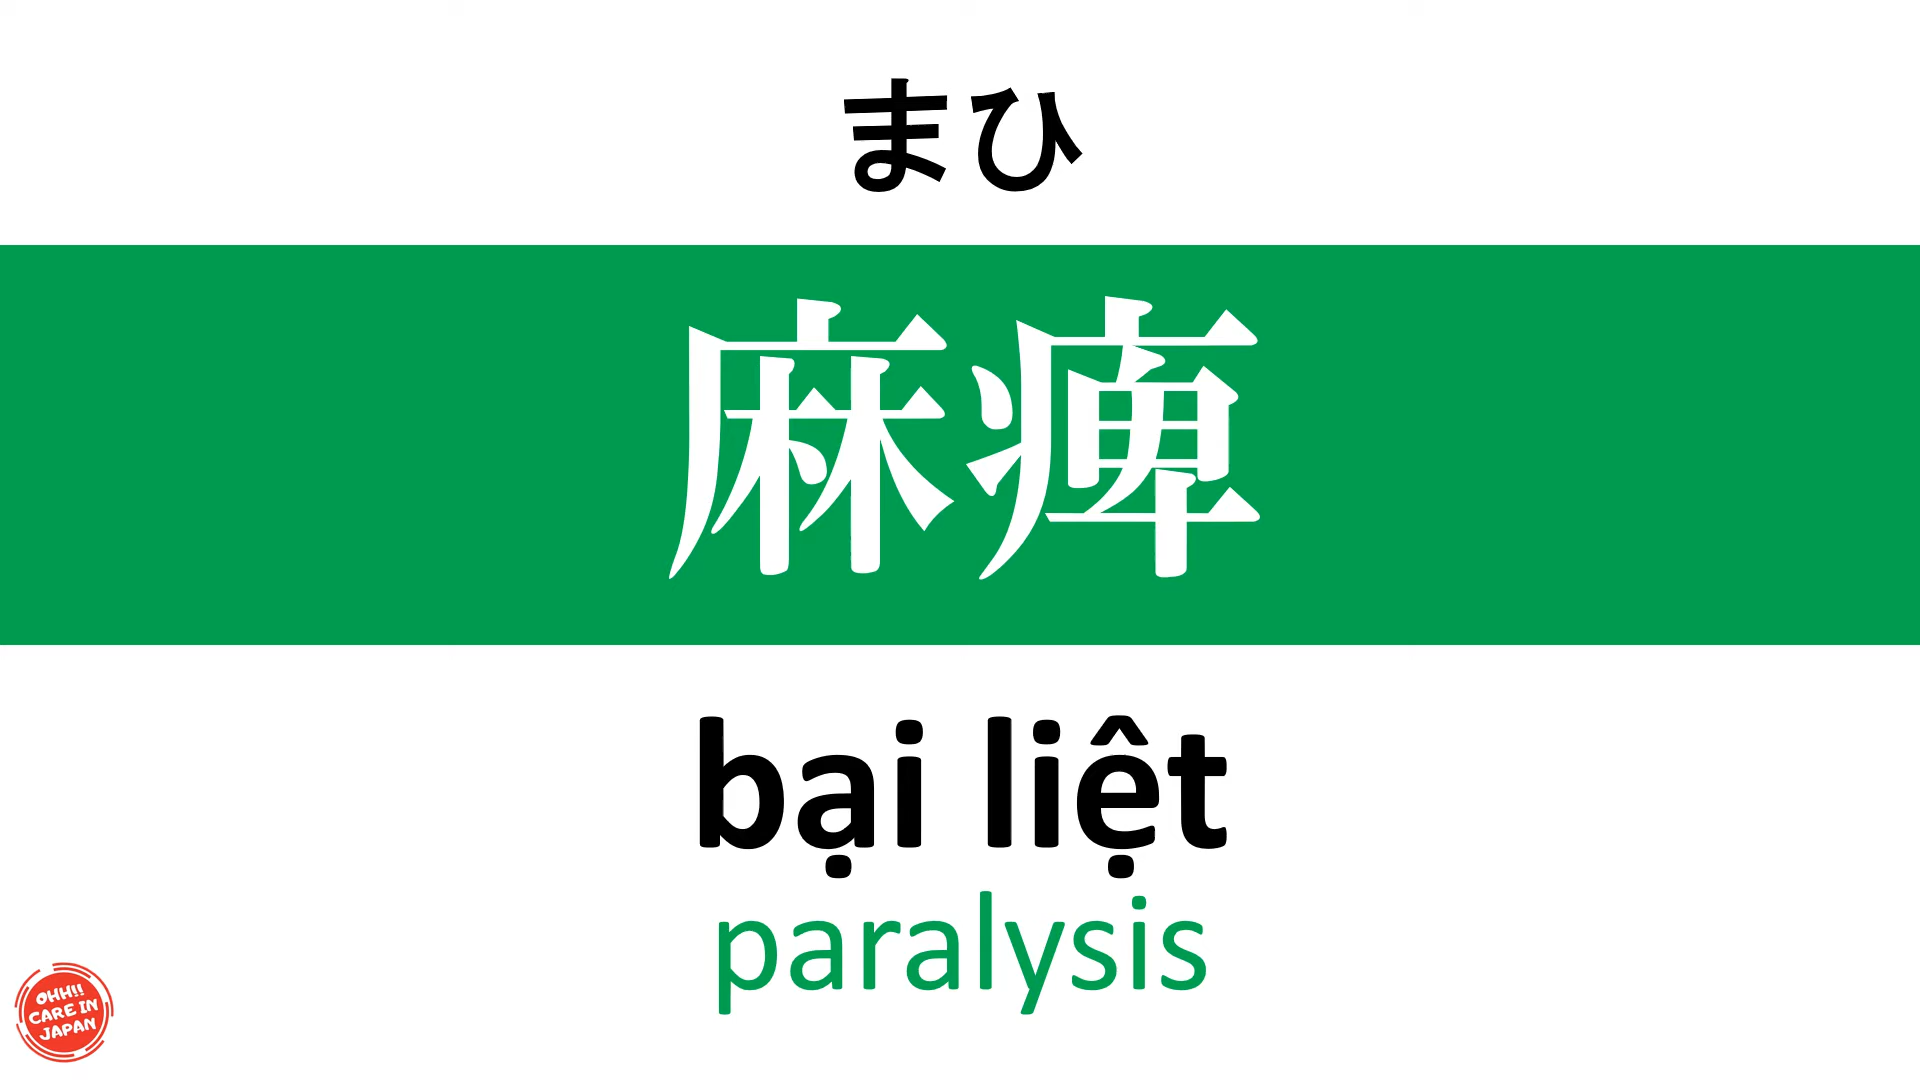 まひ
麻痺
bại liệt
paralysis
OHH!!
CARE IN
JAPAN